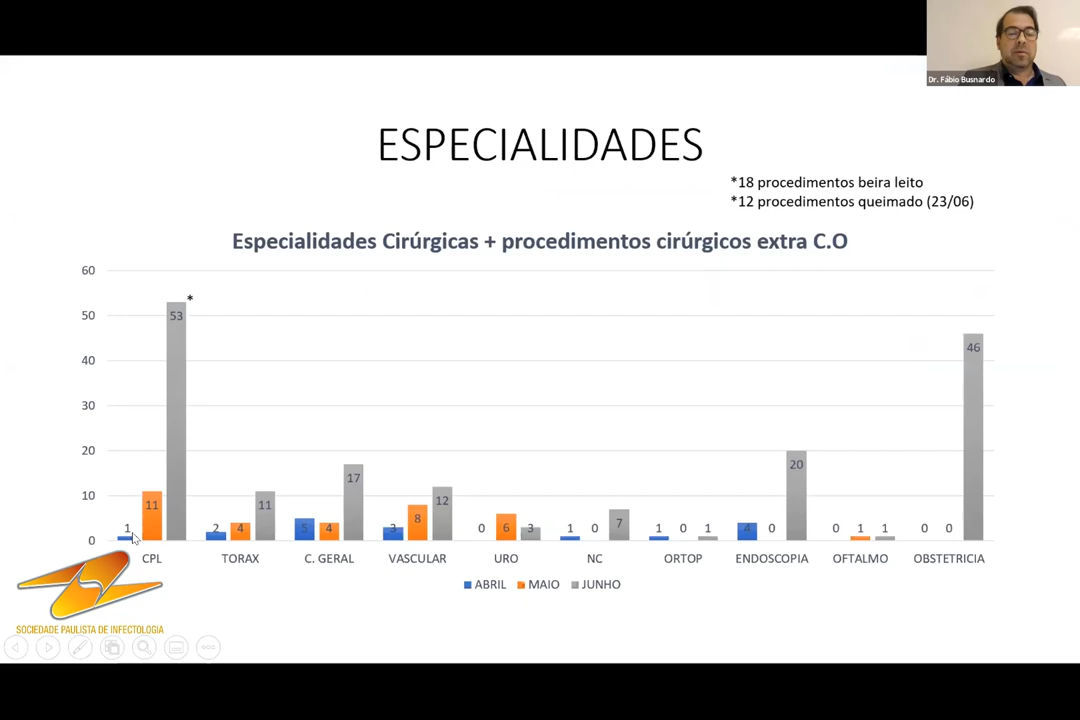 Dr. Fábio Busnardo
ESPECIALIDADES
*18 procedimentos beira leito
*12 procedimentos queimado (23/06)
Especialidades Cirúrgicas + procedimentos cirúrgicos extra C.O
60
50
40
30
20
10
0
*
1 11 53
2 4 11
5 4 17
3 8 12
0 6 3
1 0 7
1 0 1
4 0 20
0 1 1
0 0 46
CPL TORAX C. GERAL VASCULAR URO NC ORTOP ENDOSCOPIA OFTALMO OBSTETRICIA
ABRIL MAIO JUNHO
SOCIEDADE PAULISTA DE INFECTOLOGIA